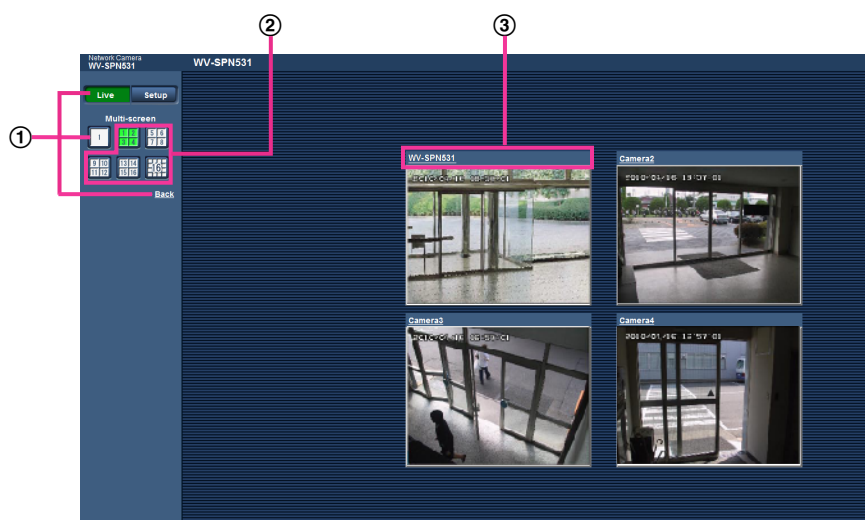 ② ③
Network Camera
WV-SPN531
WV-SPN531
Live Setup
Multi-screen
①
1 1 2 5 6
3 4 7 8
9 10 13 14
11 12 15 16
Back
WV-SPN531 Camera2
Camera3 Camera4